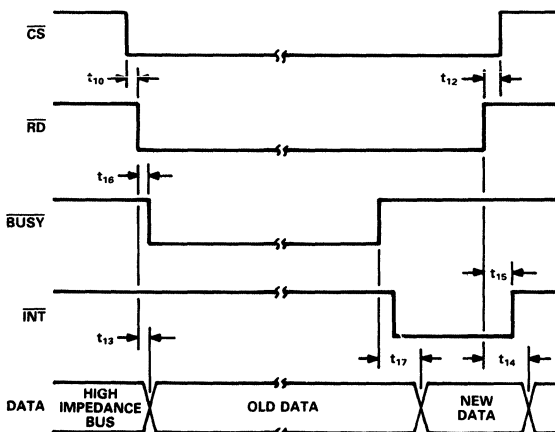 CS
t10
t12
RD
t16
BUSY
t15
INT
t13
t17
t14
DATA
HIGH
IMPEDANCE
BUS
OLD DATA
NEW
DATA